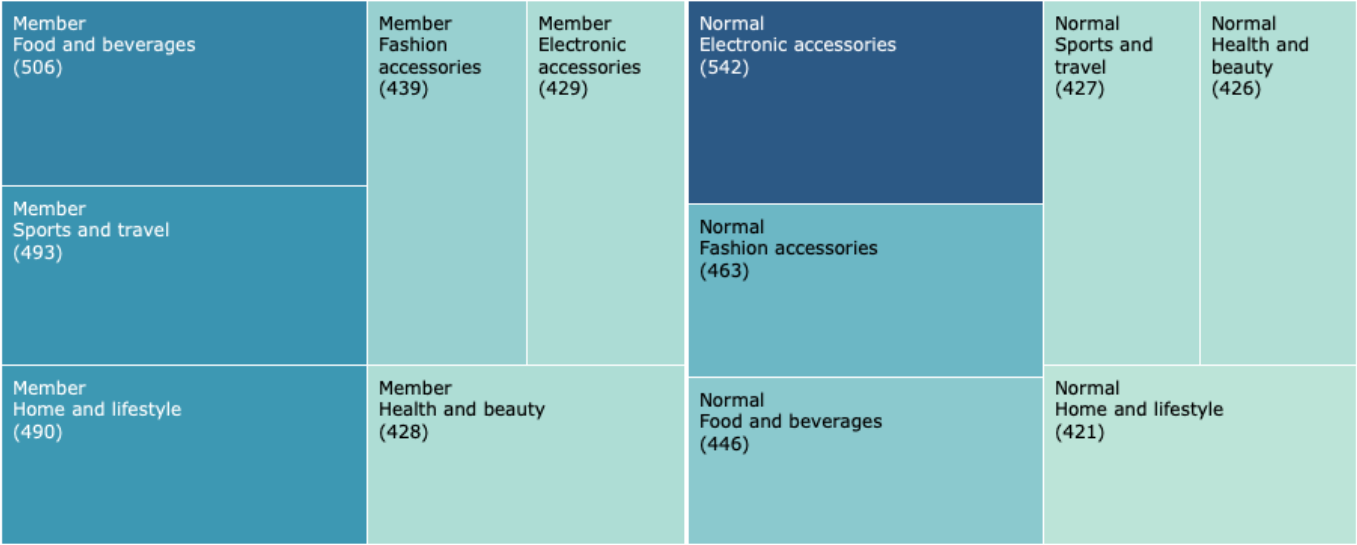 Member
Food and beverages
(506)
Member
Sports and travel
(493)
Member
Home and lifestyle
(490)
Member
Fashion
accessories
(439)
Member
Electronic
accessories
(429)
Member
Health and beauty
(428)
Normal
Electronic accessories
(542)
Normal
Fashion accessories
(463)
Normal
Food and beverages
(446)
Normal
Sports and
travel
(427)
Normal
Health and
beauty
(426)
Normal
Home and lifestyle
(421)